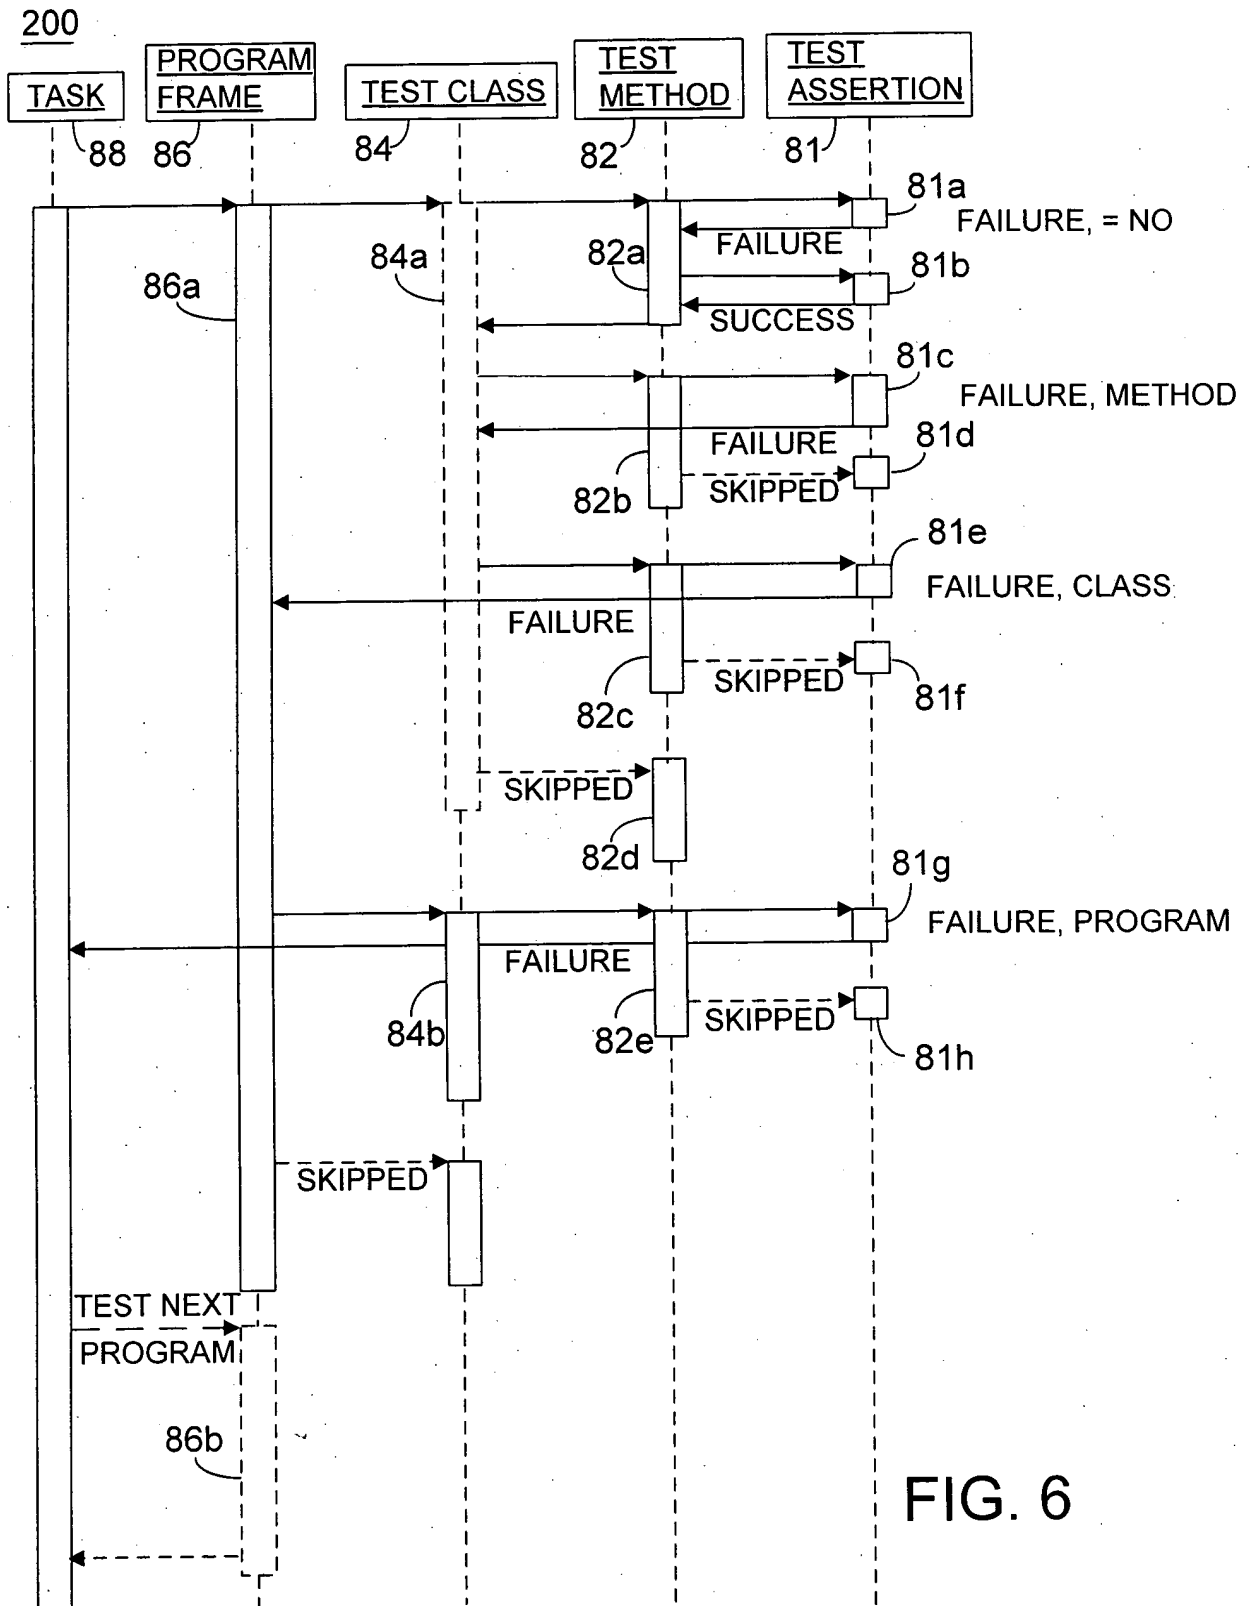 200
TASK
PROGRAM
FRAME
TEST CLASS
TEST
METHOD
TEST
ASSERTION
88
86
84
82
81
81a
FAILURE, = NO
FAILURE
84a
82a
81b
86a
SUCCESS
81c
FAILURE, METHOD
FAILURE
81d
82b
SKIPPED
81e
FAILURE, CLASS
FAILURE
SKIPPED
81f
82c
SKIPPED
82d
81g
FAILURE, PROGRAM
FAILURE
84b
82e
SKIPPED
81h
SKIPPED
TEST NEXT
PROGRAM
86b
FIG. 6